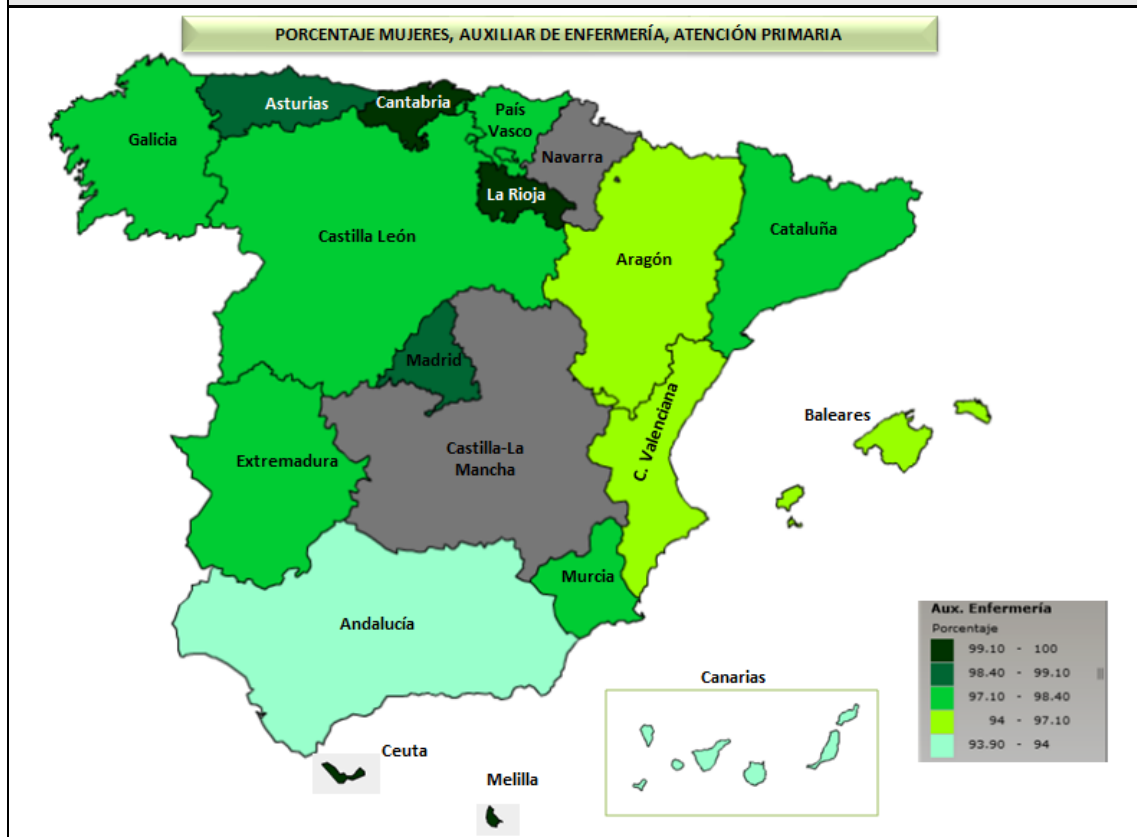 PORCENTAJE MUJERES, AUXILIAR DE ENFERMERÍA, ATENCIÓN PRIMARIA
Asturias
Cantabria
País
Vasco
Galicia
Navarra
La Rioja
Castilla León
Cataluña
Aragón
Madrid
Baleares
C. Valenciana
Castilla-La
Mancha
Extremadura
Murcia
Andalucía
Canarias
Ceuta
Melilla
Aux. Enfermería
Porcentaje
99.10 - 100
98.40 - 99.10
97.10 - 98.40
94 - 97.10
93.90 - 94